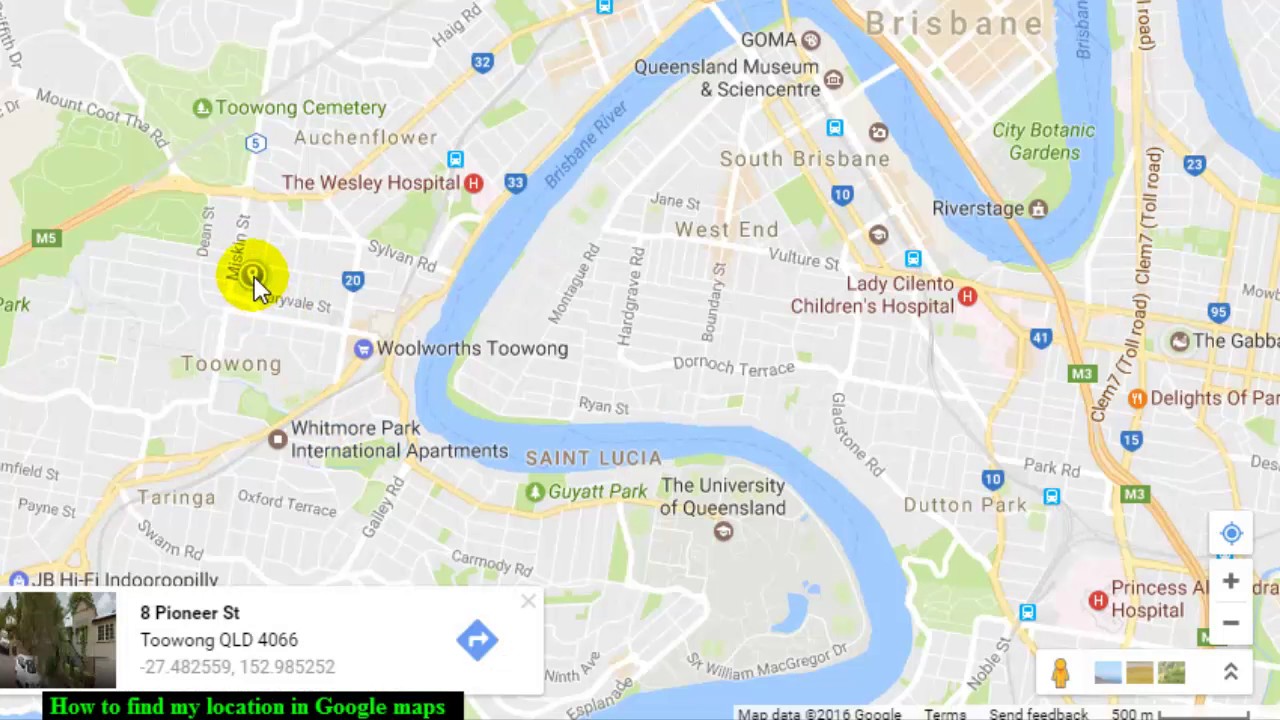 Haig Rd
Brisbane
GOMA
32
Queensland Museum
& Sciencentre
Mount Coot Tha Rd
Toowong Cemetery
5
Auchenflower
Brisbane River
City Botanic
Gardens
Clem7 (Toll road)
23
South Brisbane
The Wesley Hospital
H
33
10
Jane St
West End
Riverstage
M5
Dean St
Miskin St
Sylvan Rd
Vulture St
20
Montague Rd
Hardgrave Rd
Boundary St
Lady Cilento
Children's Hospital
H
95
41
The Gabba
Park
Toowong
Woolworths Toowong
Dornoch Terrace
M3
Clem7 (Toll road)
Delights Of Par
Ryan St
Gladstone Rd
15
Whitmore Park
International Apartments
SAINT LUCIA
Park Rd
10
M3
Guyatt Park
The University
of Queensland
Dutton Park
Taringa
Oxford Terrace
Payne St
Gailey Rd
Swann Rd
Carmody Rd
JB Hi-Fi Indooroopilly
H
Hospital
8 Pioneer St
Toowong QLD 4066
-27.482559, 152.985252
Ninth Ave
Esplanade
Sir William MacGregor Dr
Noble St
How to find my location in Google maps
Map data ©2016 Google Terms Send feedback 500 m